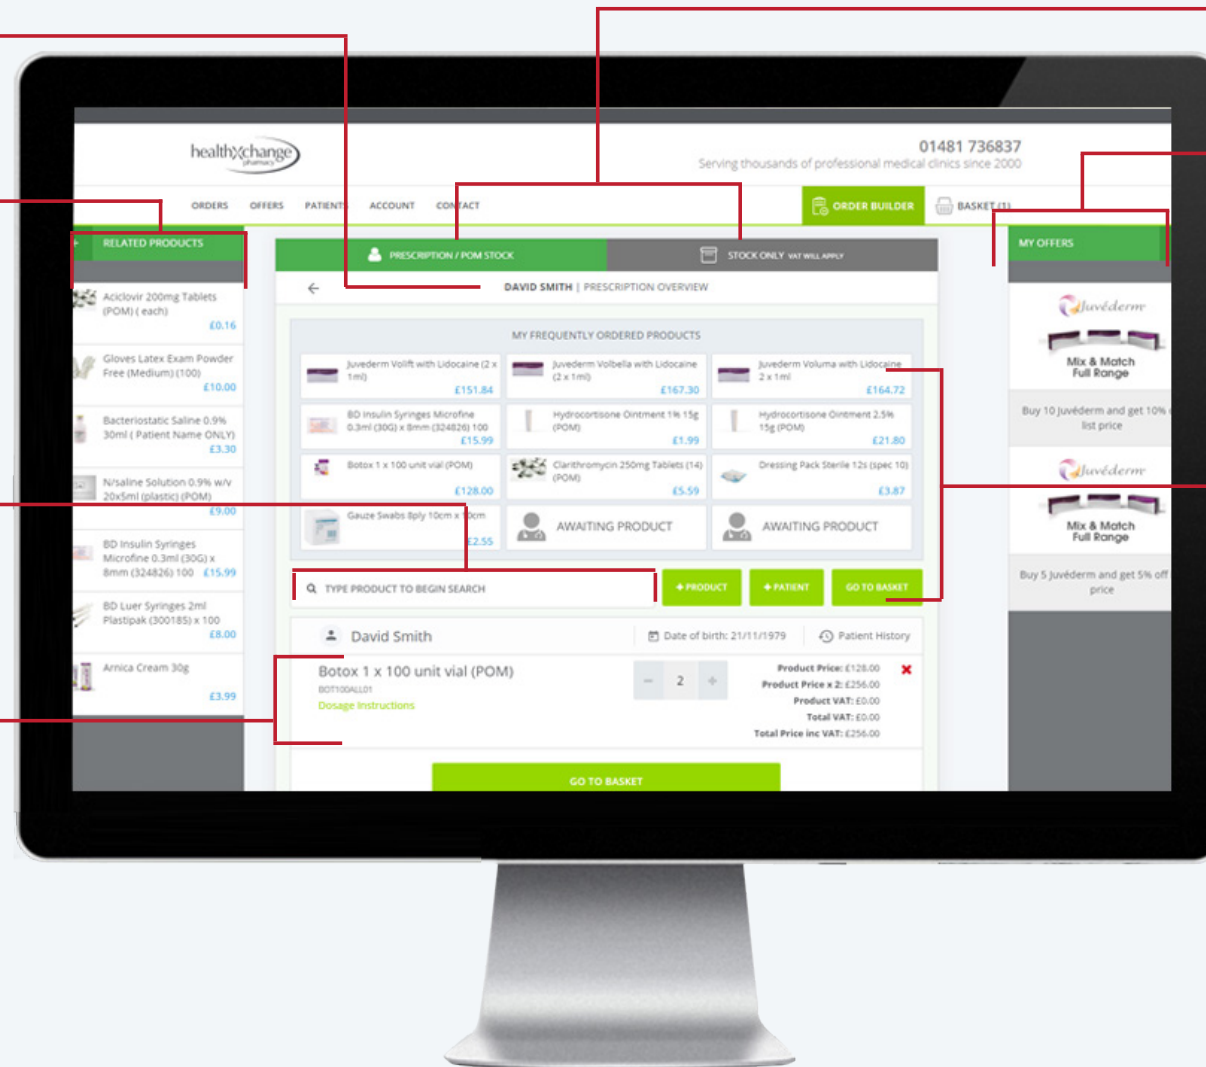 healthXchange
pharmacy
01481 736837
Serving thousands of professional medical clinics since 2000
ORDERS OFFERS PATIENTS ACCOUNT CONTACT
ORDER BUILDER BASKET (1)
RELATED PRODUCTS
Aciclovir 200mg Tablets
(POM) ( each)
£0.16
Gloves Latex Exam Powder
Free (Medium) (100)
£10.00
Bacteriostatic Saline 0.9%
30ml ( Patient Name ONLY)
£3.30
N/saline Solution 0.9% w/v
20x5ml (plastic) (POM)
£9.00
BD Insulin Syringes
Microfine 0.3ml (30G) x
8mm (324826) 100 £15.99
BD Luer Syringes 2ml
Plastipak (300185) x 100
£8.00
Arnica Cream 30g
£3.99
PRESCRIPTION / POM STOCK
STOCK ONLY VAT WILL APPLY
DAVID SMITH | PRESCRIPTION OVERVIEW
MY FREQUENTLY ORDERED PRODUCTS
Juvederm Volift with Lidocaine (2 x
1ml)
£151.84
Juvederm Volbella with Lidocaine
(2 x 1ml)
£167.30
Juvederm Voluma with Lidocaine
2 x 1ml
£164.72
BD Insulin Syringes Microfine
0.3ml (30G) x 8mm (324826) 100
£15.99
Hydrocortisone Ointment 1% 15g
(POM)
£1.99
Hydrocortisone Ointment 2.5%
15g (POM)
£21.80
Botox 1 x 100 unit vial (POM)
£128.00
Clarithromycin 250mg Tablets (14)
(POM)
£5.59
Dressing Pack Sterile 12s (spec 10)
£3.87
Gauze Swabs 8ply 10cm x 10cm
£2.55
AWAITING PRODUCT
AWAITING PRODUCT
TYPE PRODUCT TO BEGIN SEARCH
+ PRODUCT
+ PATIENT
GO TO BASKET
David Smith
Date of birth: 21/11/1979
Patient History
Botox 1 x 100 unit vial (POM)
BOT100ALL01
Dosage Instructions
− 2 +
Product Price: £128.00
Product Price x 2: £256.00
Product VAT: £0.00
Total VAT: £0.00
Total Price inc VAT: £256.00
GO TO BASKET
MY OFFERS
Juvéderm
Mix & Match
Full Range
Buy 10 Juvéderm and get 10%
list price
Juvéderm
Mix & Match
Full Range
Buy 5 Juvéderm and get 5% off
price